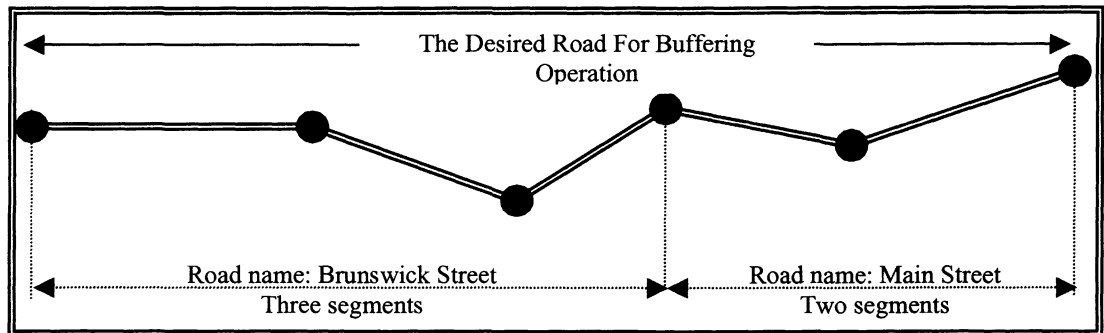 The Desired Road For Buffering
Operation
Road name: Brunswick Street
Three segments
Road name: Main Street
Two segments